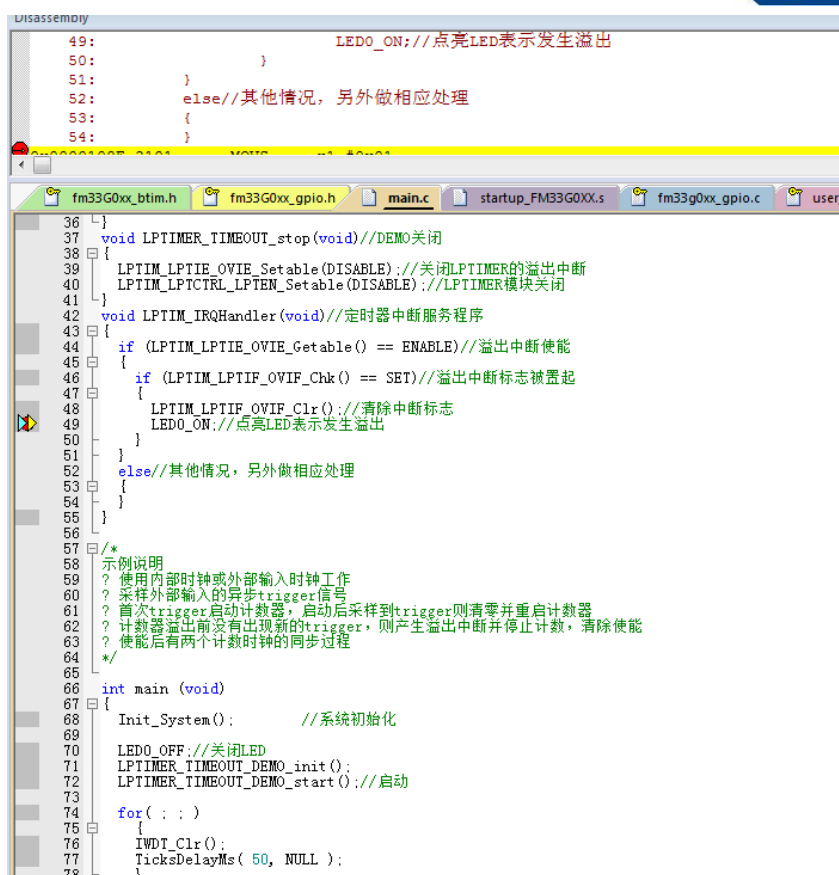 Disassembly
49: LED0_ON;//点亮LED表示发生溢出
50: }
51: }
52: else//其他情况, 另外做相应处理
53: {
54: }
fm33G0xx_btim.h fm33G0xx_gpio.h main.c startup_FM33G0XX.s fm33g0xx_gpio.c user
36 }
37 void LPTIMER_TIMEOUT_stop(void)//DEMO关闭
38 {
39 LPTIM_LPTIE_OVIE_Setable(DISABLE);//关闭LPTIMER的溢出中断
40 LPTIM_LPTCTRL_LPTEN_Setable(DISABLE);//LPTIMER模块关闭
41 }
42 void LPTIM_IRQHandler(void)//定时器中断服务程序
43 {
44 if (LPTIM_LPTIE_OVIE_Getable() == ENABLE)//溢出中断使能
45 {
46 if (LPTIM_LPTIF_OVIF_Chk() == SET)//溢出中断标志被置起
47 {
48 LPTIM_LPTIF_OVIF_Clr();//清除中断标志
49 LED0_ON;//点亮LED表示发生溢出
50 }
51 }
52 else//其他情况, 另外做相应处理
53 {
54 }
55 }
56
57 /*
58 示例说明
59 ? 使用内部时钟或外部输入时钟工作
60 ? 采样外部输入的异步trigger信号
61 ? 首次trigger启动计数器, 启动后采样到trigger则清零并重启计数器
62 ? 计数器溢出前没有出现新的trigger, 则产生溢出中断并停止计数, 清除使能
63 ? 使能后有两个计数时钟的同步过程
64 */
65
66 int main (void)
67 {
68 Init_System(); //系统初始化
69
70 LED0_OFF;//关闭LED
71 LPTIMER_TIMEOUT_DEMO_init();
72 LPTIMER_TIMEOUT_DEMO_start();//启动
73
74 for( ; ; )
75 {
76 IWDT_Clr();
77 TicksDelayMs( 50, NULL );
78 }